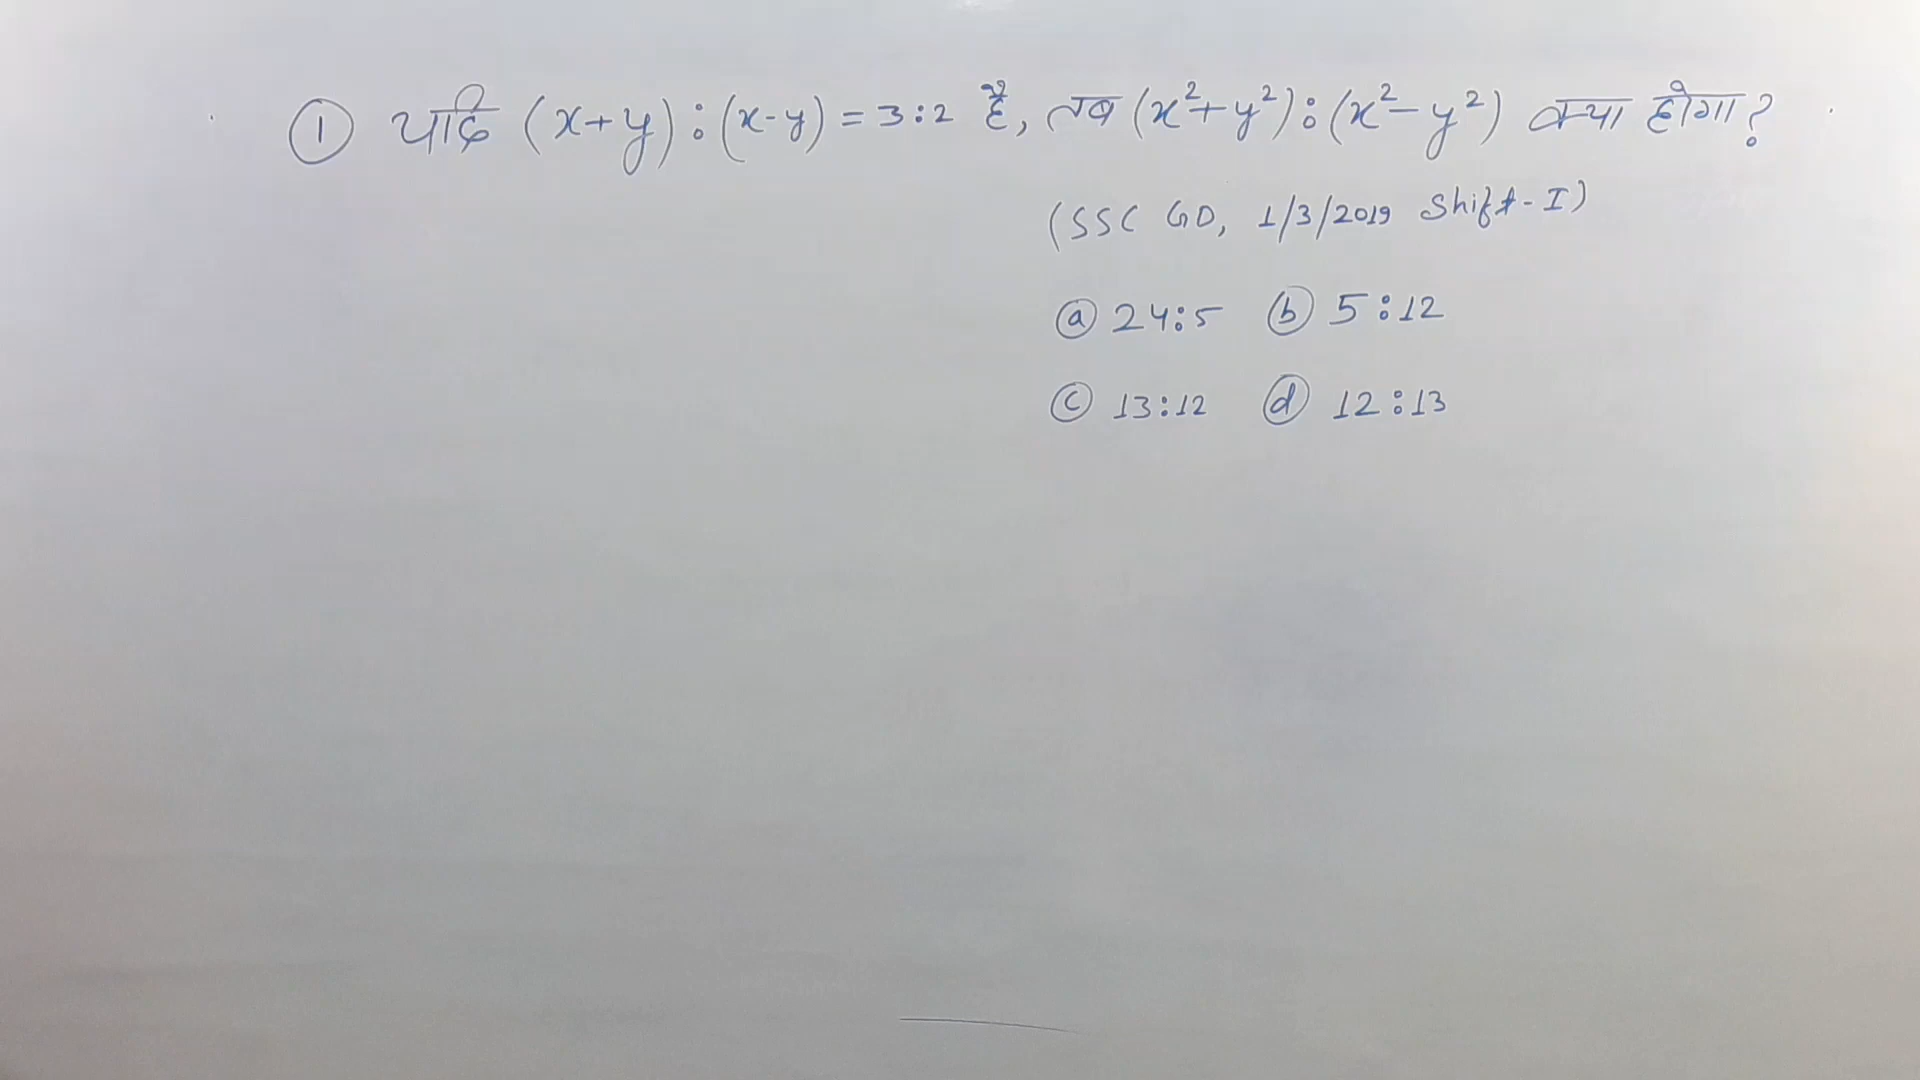 ① यदि (x+y):(x-y) = 3:2 है, तब (x²+y²):(x²-y²) क्या होगा?
(SSC GD, 1/3/2019 Shift-I)
ⓐ 24:5 ⓑ 5:12
ⓒ 13:12 ⓓ 12:13